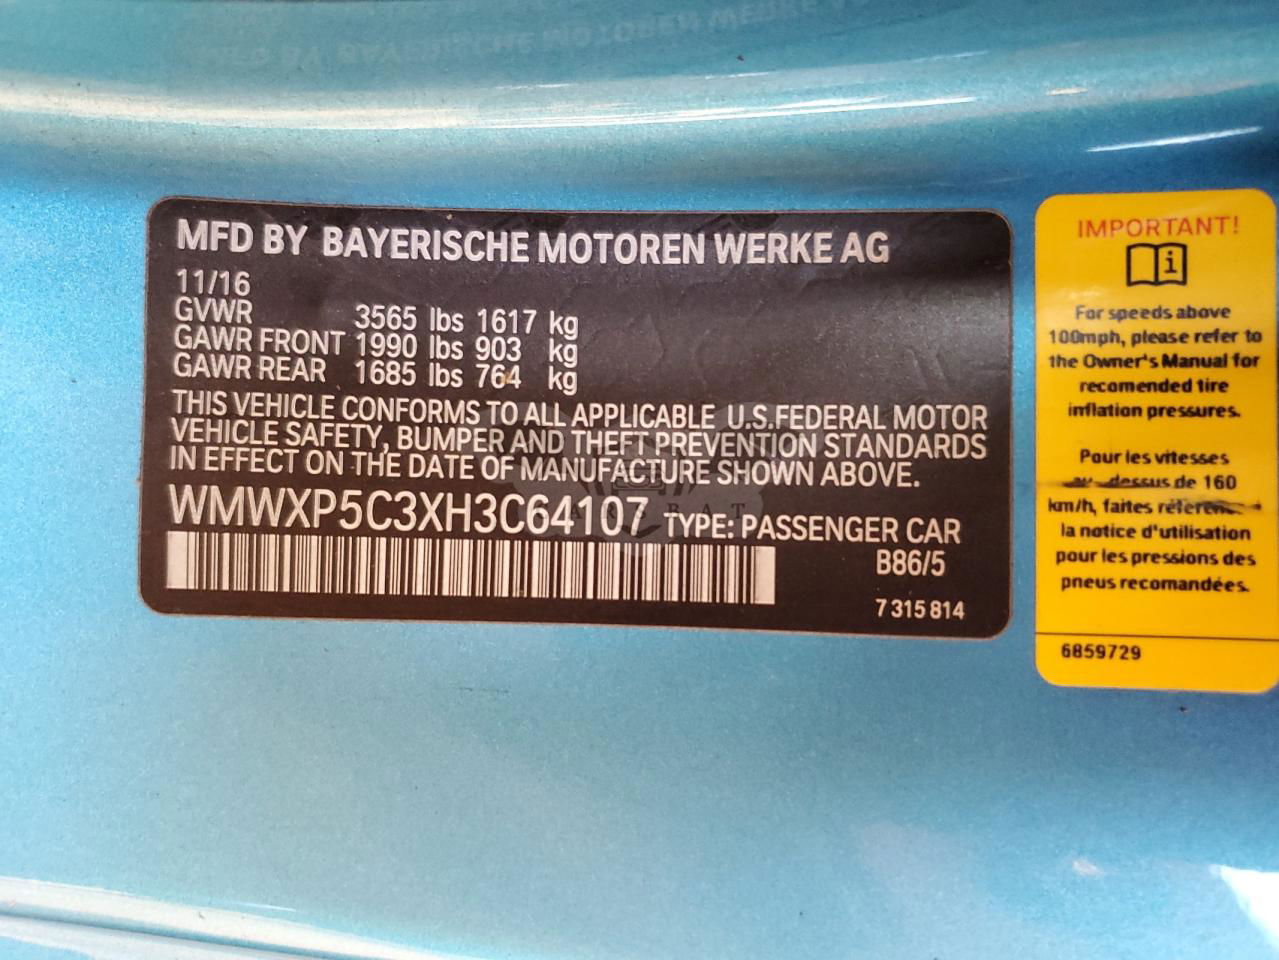 MFD BY BAYERISCHE MOTOREN WERKE AG
11/16
GVWR 3565 lbs 1617 kg
GAWR FRONT 1990 lbs 903 kg
GAWR REAR 1685 lbs 764 kg
THIS VEHICLE CONFORMS TO ALL APPLICABLE U.S.FEDERAL MOTOR
VEHICLE SAFETY, BUMPER AND THEFT PREVENTION STANDARDS
IN EFFECT ON THE DATE OF MANUFACTURE SHOWN ABOVE.
WMWXP5C3XH3C64107 TYPE: PASSENGER CAR
B86/5
7 315 814
IMPORTANT!
i
For speeds above
100mph, please refer to
the Owner's Manual for
recomended tire
inflation pressures.
Pour les vitesses
au-dessus de 160
km/h, faites
la notice d'utilisation
pour les pressions des
pneus recomandées.
6859729